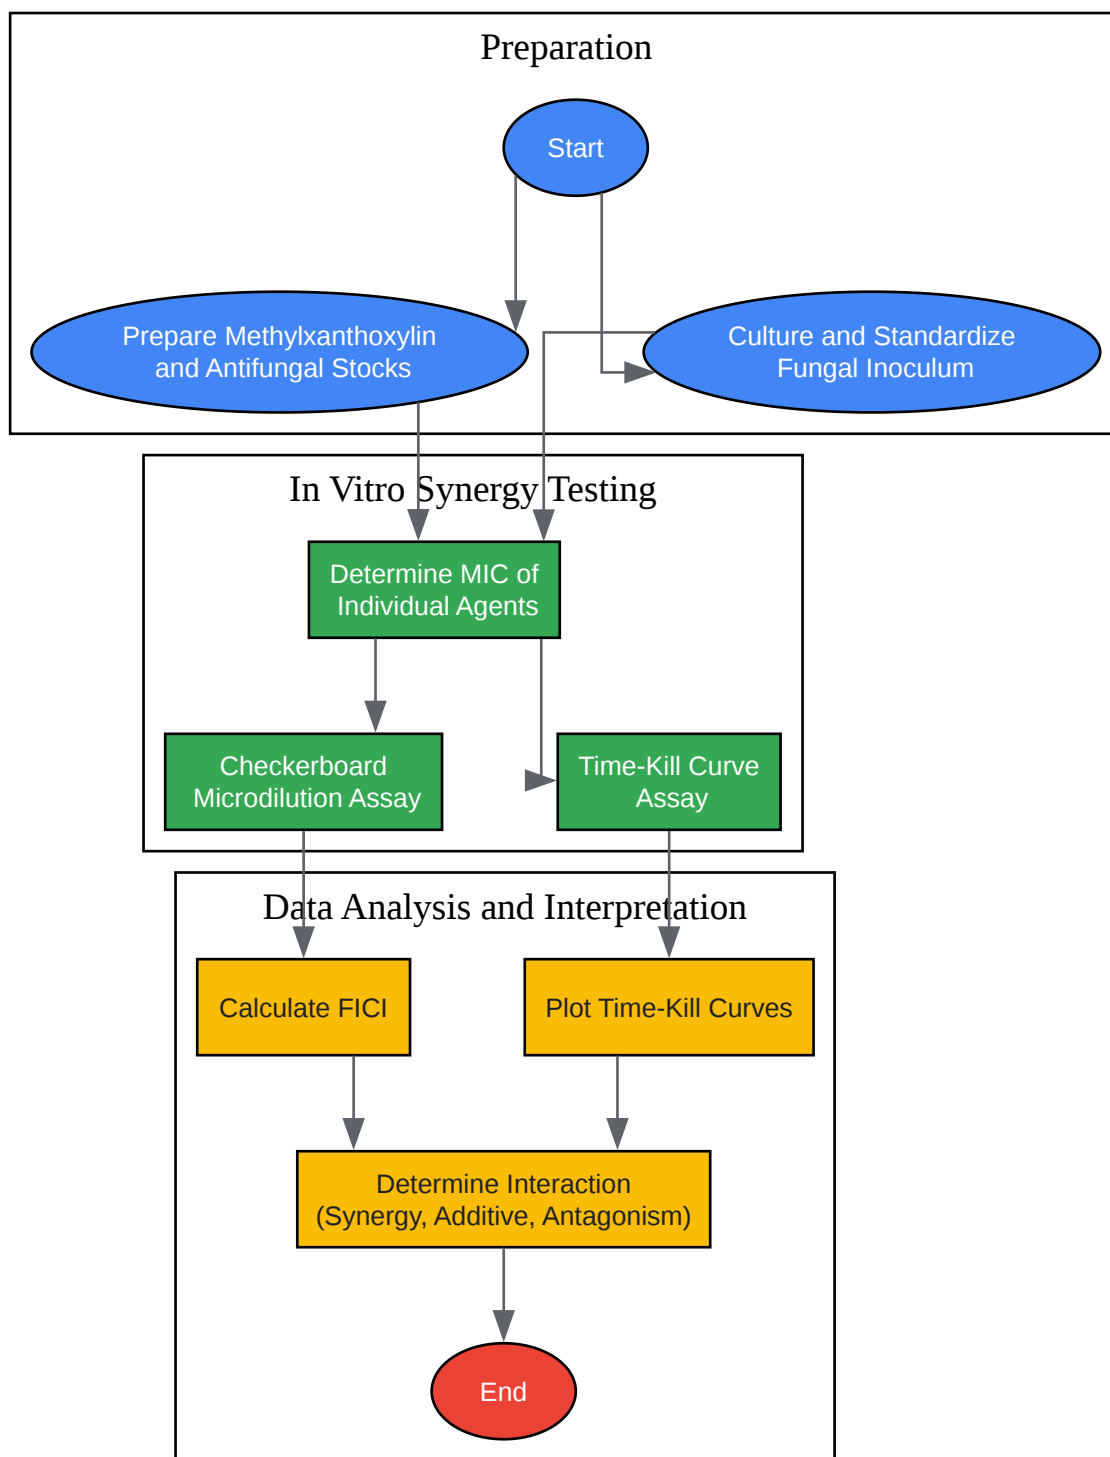 Preparation
Start
Prepare Methylxanthoxylin
and Antifungal Stocks
Culture and Standardize
Fungal Inoculum
In Vitro Synergy Testing
Determine MIC of
Individual Agents
Checkerboard
Microdilution Assay
Time-Kill Curve
Assay
Data Analysis and Interpretation
Calculate FICI
Plot Time-Kill Curves
Determine Interaction
(Synergy, Additive, Antagonism)
End